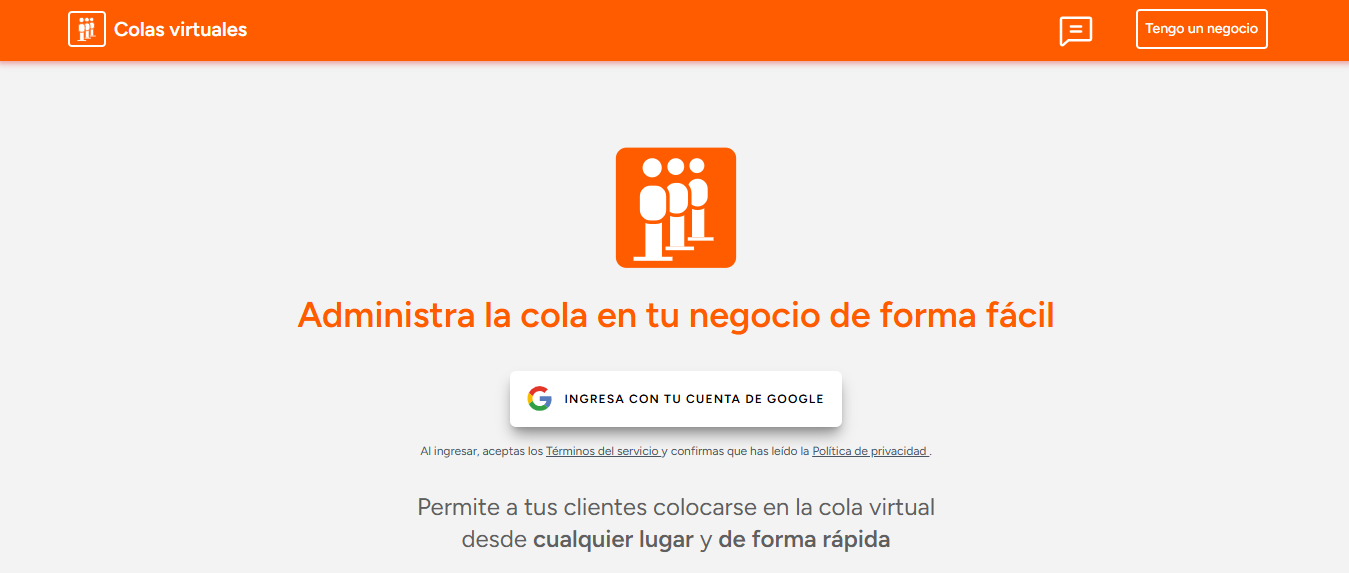 Colas virtuales
Tengo un negocio
Administra la cola en tu negocio de forma fácil
INGRESA CON TU CUENTA DE GOOGLE
Al ingresar, aceptas los Términos del servicio y confirmas que has leído la Política de privacidad .
Permite a tus clientes colocarse en la cola virtual
desde cualquier lugar y de forma rápida